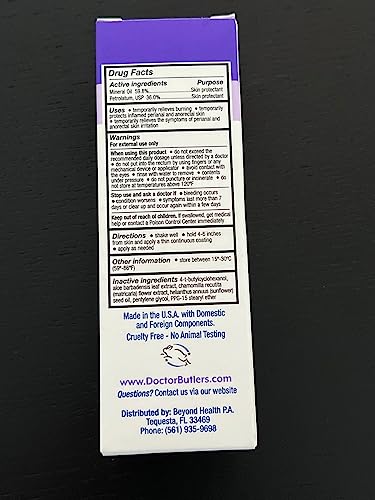 Drug Facts
Active ingredients Purpose
Mineral Oil 59.8% Skin protectant
Petrolatum, USP 36.0% Skin protectant
Uses • temporarily relieves burning • temporarily
protects inflamed perianal and anorectal skin
• temporarily relieves the symptoms of perianal and
anorectal skin irritation
Warnings
For external use only
When using this product • do not exceed the
recommended daily dosage unless directed by a doctor
• do not put into the rectum by using fingers or any
mechanical device or applicator • avoid contact with
the eyes • rinse with water to remove • contents
under pressure • do not puncture or incinerate • do
not store at temperatures above 120°F
Stop use and ask a doctor if • bleeding occurs
• condition worsens • symptoms last more than 7
days or clear up and occur again within a few days
Keep out of reach of children. If swallowed, get medical
help or contact a Poison Control Center immediately
Directions • shake well • hold 4-6 inches
from skin and apply a thin continuous coating
• apply as needed
Other information • store between 15°-30°C
(59°-86°F)
Inactive ingredients 4-t-butylcyclohexanol,
aloe barbadensis leaf extract, chamomilla recutita
(matricaria) flower extract, helianthus annuus (sunflower)
seed oil, pentylene glycol, PPG-15 stearyl ether
Made in the U.S.A. with Domestic
and Foreign Components.
Cruelty Free - No Animal Testing
www.DoctorButlers.com
Questions? Contact us via our website
Distributed by: Beyond Health P.A.
Tequesta, FL 33469
Phone: (561) 935-9698